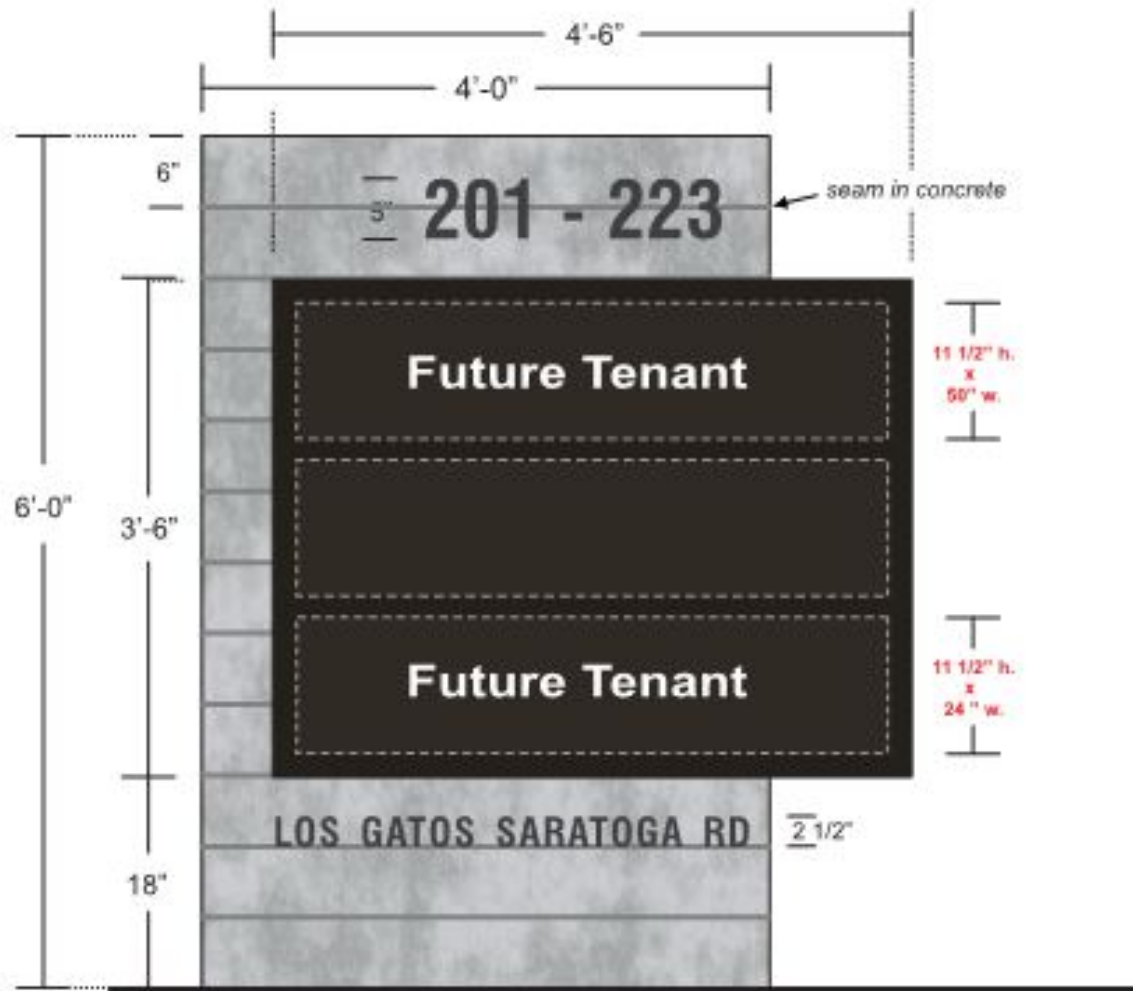 4'-6"
4'-0"
6"
5"
201 - 223
seam in concrete
Future Tenant
11 1/2" h.
x
50" w.
6'-0"
3'-6"
Future Tenant
11 1/2" h.
x
24 " w.
LOS GATOS SARATOGA RD
2 1/2"
18"